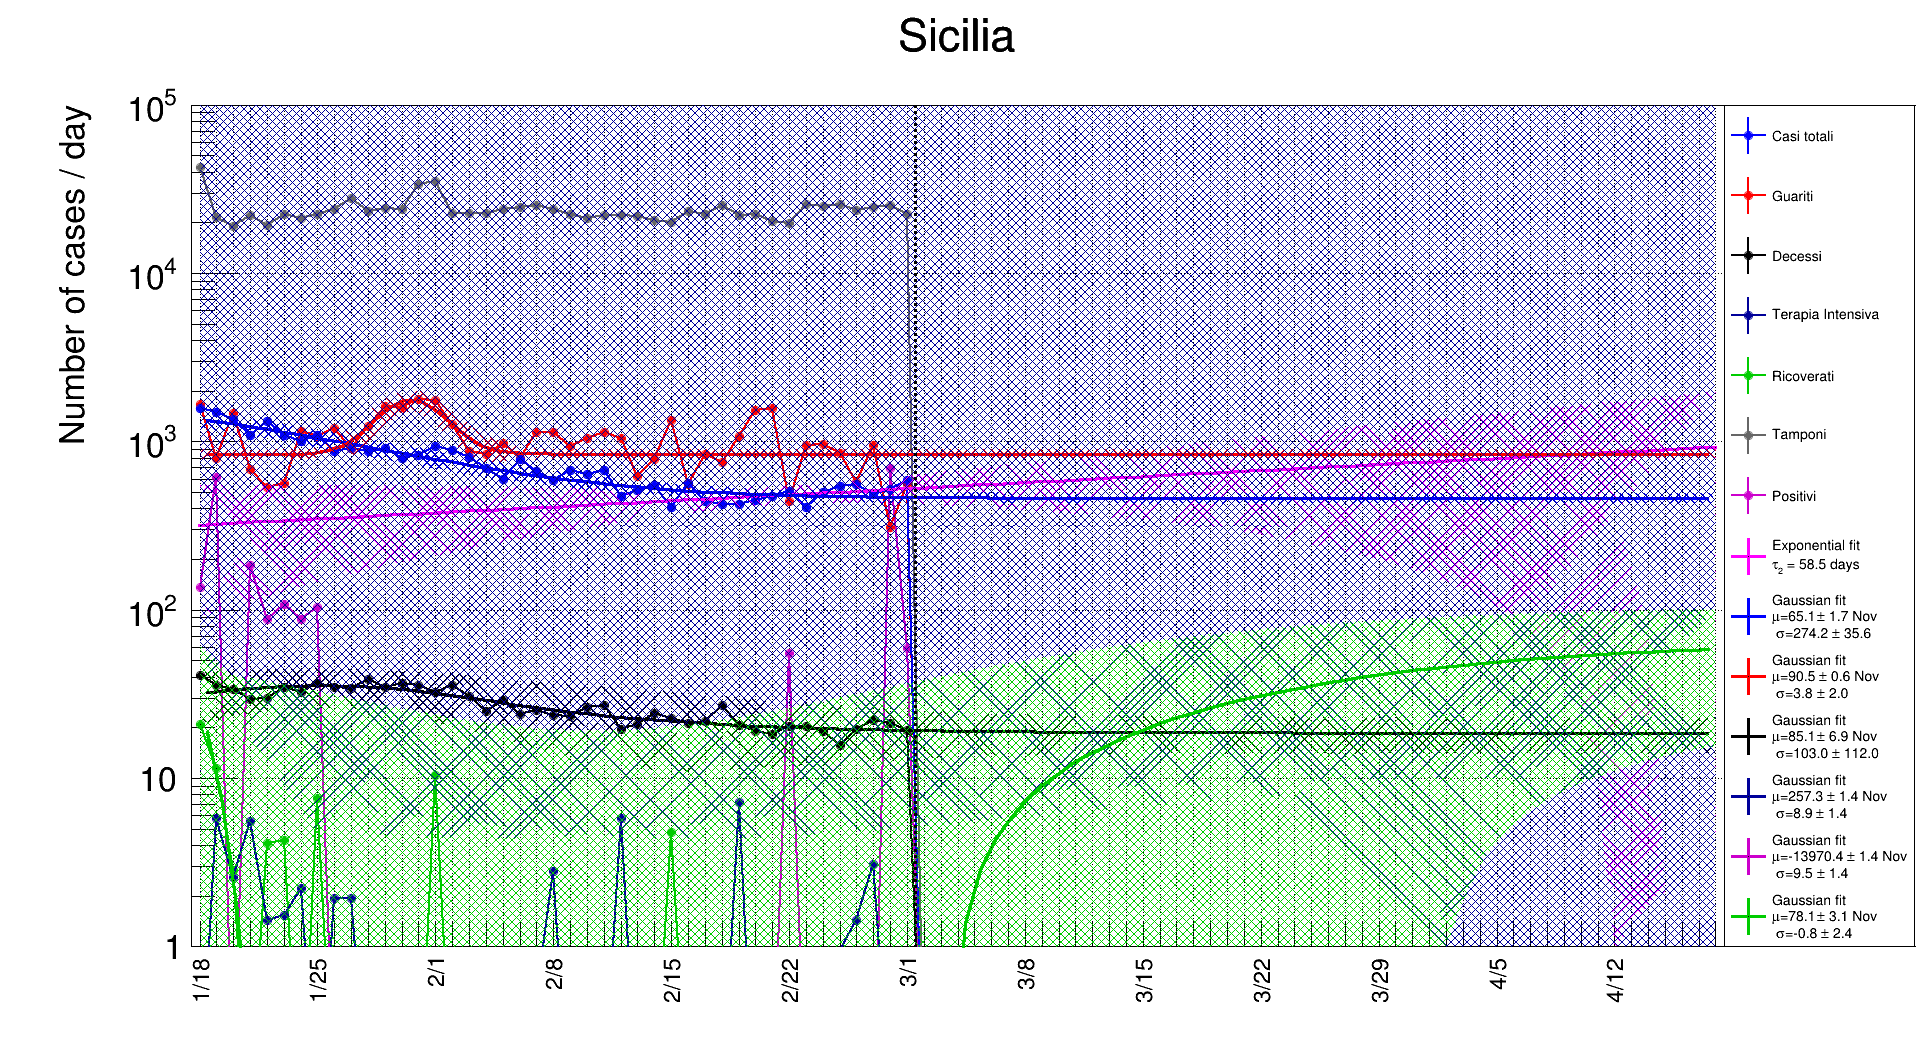 Sicilia
Number of cases / day
10^5
10^4
10^3
10^2
10
1
1/18
1/25
2/1
2/8
2/15
2/22
3/1
3/8
3/15
3/22
3/29
4/5
4/12
Casi totali
Guariti
Decessi
Terapia Intensiva
Ricoverati
Tamponi
Positivi
Exponential fit
τ₂ = 58.5 days
Gaussian fit
μ=65.1± 1.7 Nov
σ=274.2 ± 35.6
Gaussian fit
μ=90.5± 0.6 Nov
σ=3.8 ± 2.0
Gaussian fit
μ=85.1± 6.9 Nov
σ=103.0 ± 112.0
Gaussian fit
μ=257.3 ± 1.4 Nov
σ=8.9 ± 1.4
Gaussian fit
μ=-13970.4 ± 1.4 Nov
σ=9.5 ± 1.4
Gaussian fit
μ=78.1± 3.1 Nov
σ=-0.8 ± 2.4